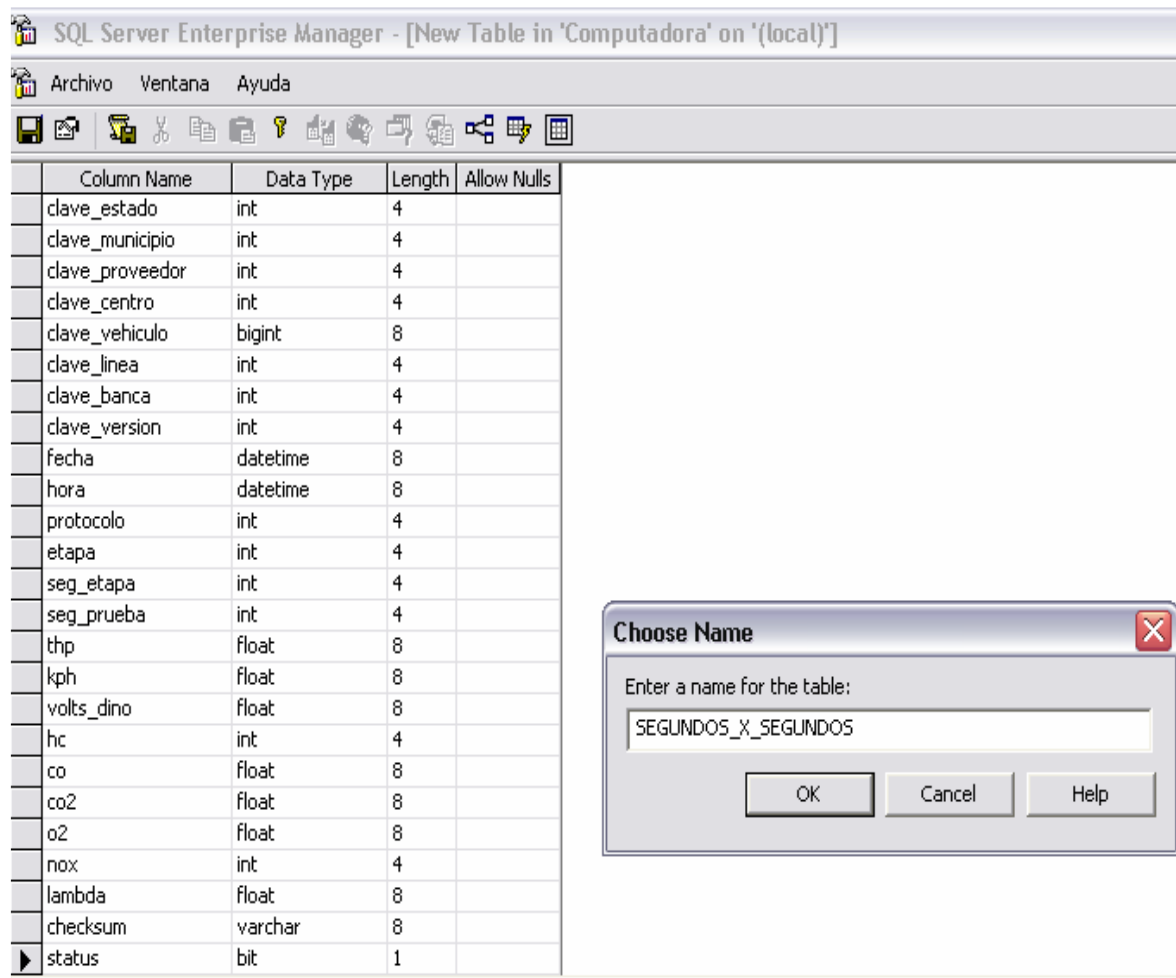 SQL Server Enterprise Manager - [New Table in 'Computadora' on '(local)']
Archivo Ventana Ayuda
Column Name Data Type Length Allow Nulls
clave_estado int 4
clave_municipio int 4
clave_proveedor int 4
clave_centro int 4
clave_vehiculo bigint 8
clave_linea int 4
clave_banca int 4
clave_version int 4
fecha datetime 8
hora datetime 8
protocolo int 4
etapa int 4
seg_etapa int 4
seg_prueba int 4
thp float 8
kph float 8
volts_dino float 8
hc int 4
co float 8
co2 float 8
o2 float 8
nox int 4
lambda float 8
checksum varchar 8
status bit 1
Choose Name
Enter a name for the table:
SEGUNDOS_X_SEGUNDOS
OK Cancel Help